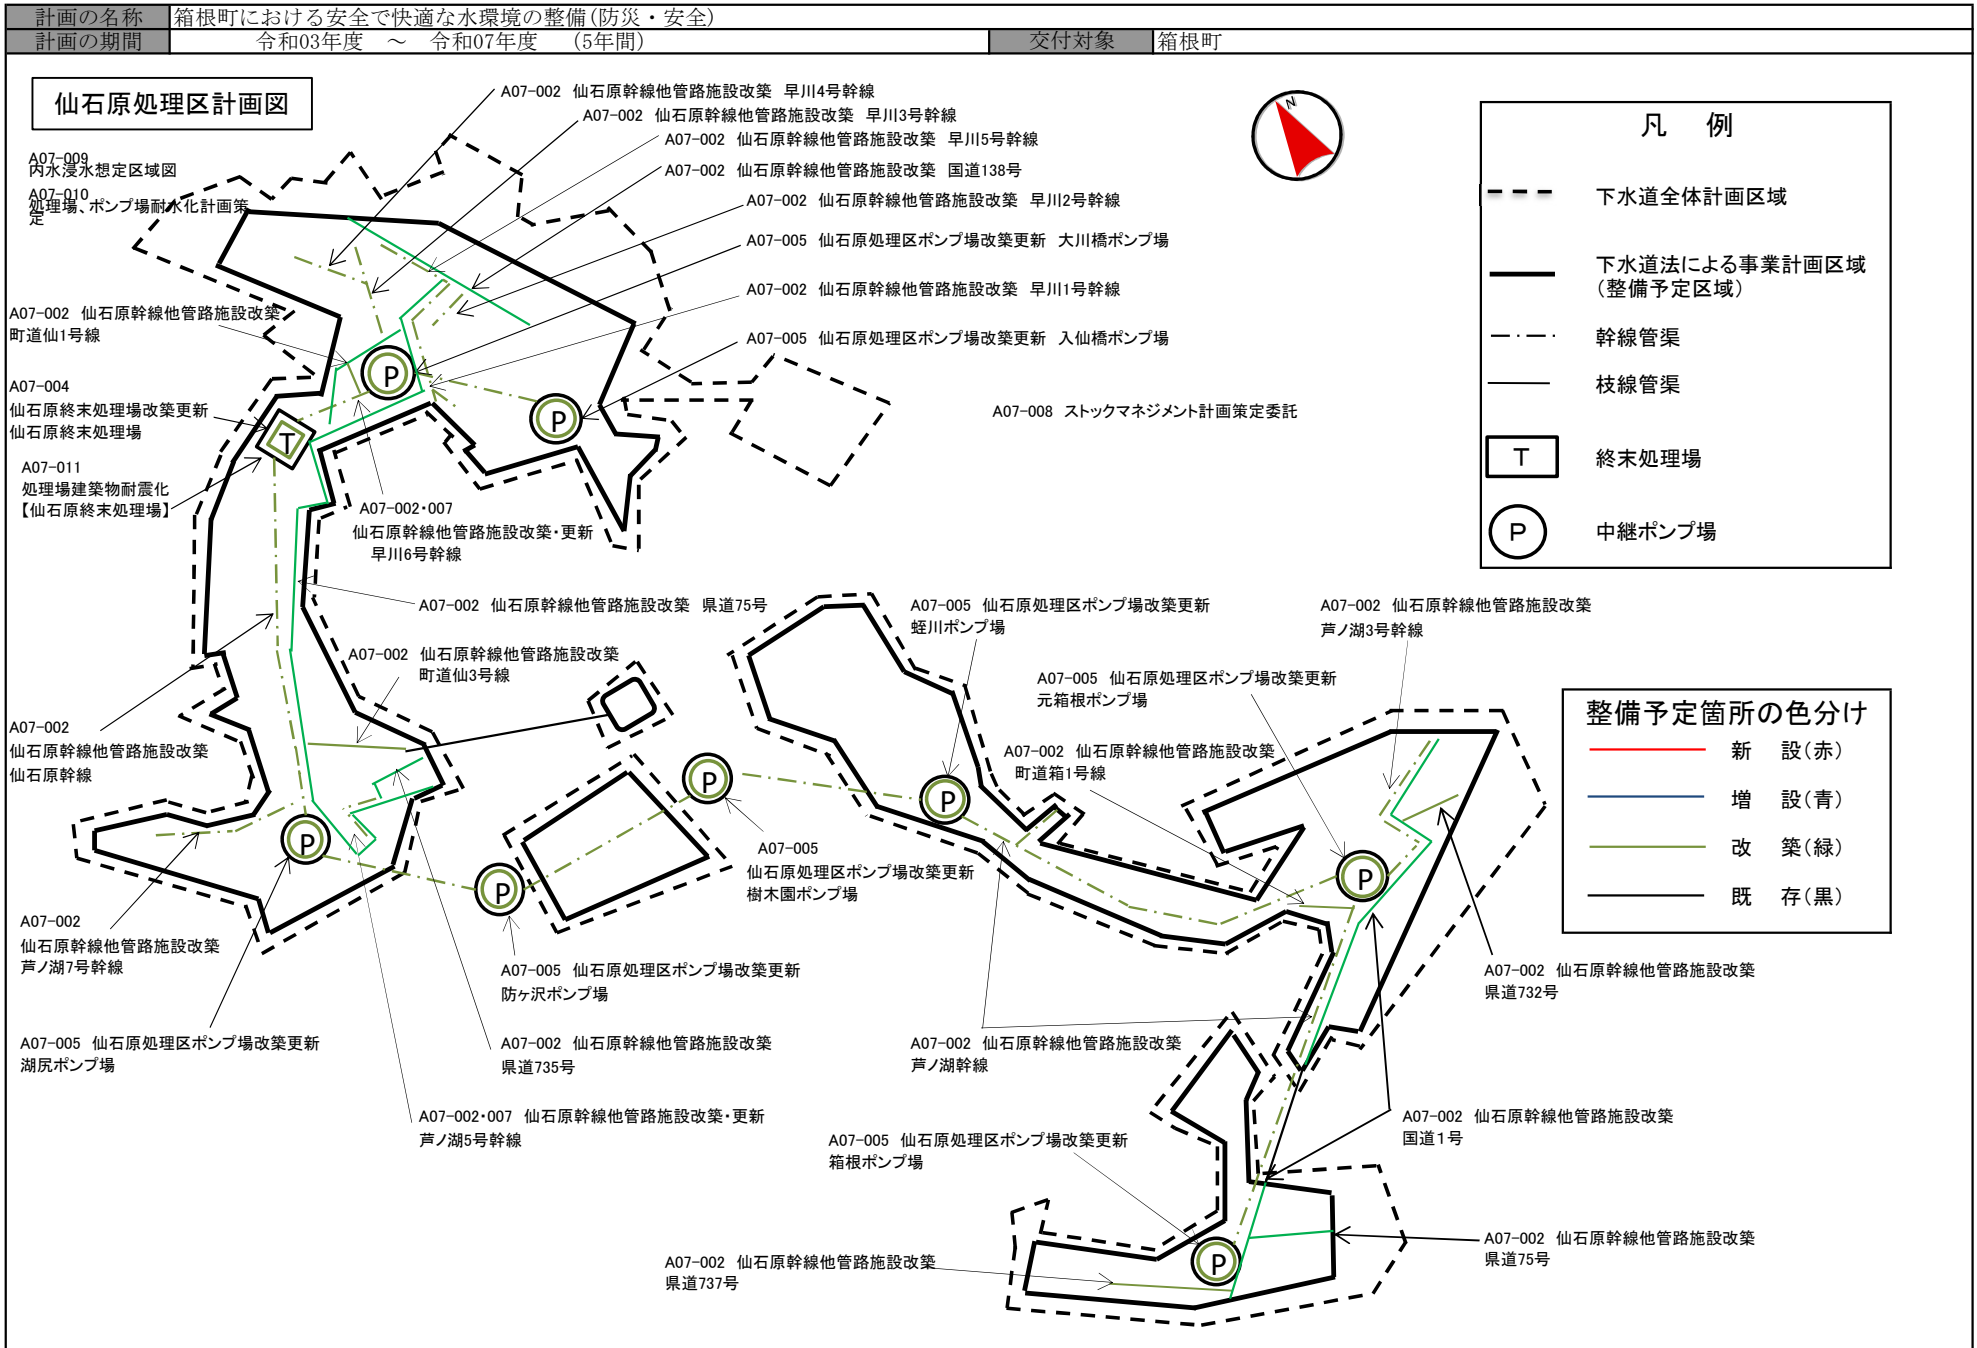 計画の名称 箱根町における安全で快適な水環境の整備(防災・安全)
計画の期間 令和03年度 ～ 令和07年度 (5年間) 交付対象 箱根町
仙石原処理区計画図
A07-009
内水浸水想定区域図
A07-010
処理場、ポンプ場耐水化計画策
定
A07-002 仙石原幹線他管路施設改築 早川4号幹線
A07-002 仙石原幹線他管路施設改築 早川3号幹線
A07-002 仙石原幹線他管路施設改築 早川5号幹線
A07-002 仙石原幹線他管路施設改築 国道138号
A07-002 仙石原幹線他管路施設改築 早川2号幹線
A07-005 仙石原処理区ポンプ場改築更新 大川橋ポンプ場
A07-002 仙石原幹線他管路施設改築 早川1号幹線
A07-005 仙石原処理区ポンプ場改築更新 入仙橋ポンプ場
N
凡 例
下水道全体計画区域
下水道法による事業計画区域
(整備予定区域)
幹線管渠
枝線管渠
T 終末処理場
P 中継ポンプ場
A07-002 仙石原幹線他管路施設改築
町道仙1号線
A07-004
仙石原終末処理場改築更新
仙石原終末処理場
A07-011
処理場建築物耐震化
【仙石原終末処理場】
P
P
T
A07-008 ストックマネジメント計画策定委託
A07-002・007
仙石原幹線他管路施設改築・更新
早川6号幹線
A07-002 仙石原幹線他管路施設改築 県道75号
A07-002 仙石原幹線他管路施設改築
町道仙3号線
A07-002
仙石原幹線他管路施設改築
仙石原幹線
A07-005 仙石原処理区ポンプ場改築更新
蛭川ポンプ場
A07-002 仙石原幹線他管路施設改築
芦ノ湖3号幹線
A07-005 仙石原処理区ポンプ場改築更新
元箱根ポンプ場
A07-002 仙石原幹線他管路施設改築
町道箱1号線
整備予定箇所の色分け
新 設(赤)
増 設(青)
改 築(緑)
既 存(黒)
P
P
P
P
P
A07-005
仙石原処理区ポンプ場改築更新
樹木園ポンプ場
A07-002
仙石原幹線他管路施設改築
芦ノ湖7号幹線
A07-005 仙石原処理区ポンプ場改築更新
防ヶ沢ポンプ場
A07-002 仙石原幹線他管路施設改築
県道732号
A07-005 仙石原処理区ポンプ場改築更新
湖尻ポンプ場
A07-002 仙石原幹線他管路施設改築
県道735号
A07-002 仙石原幹線他管路施設改築
芦ノ湖幹線
A07-002・007 仙石原幹線他管路施設改築・更新
芦ノ湖5号幹線
A07-005 仙石原処理区ポンプ場改築更新
箱根ポンプ場
A07-002 仙石原幹線他管路施設改築
国道1号
A07-002 仙石原幹線他管路施設改築
県道737号
P
A07-002 仙石原幹線他管路施設改築
県道75号